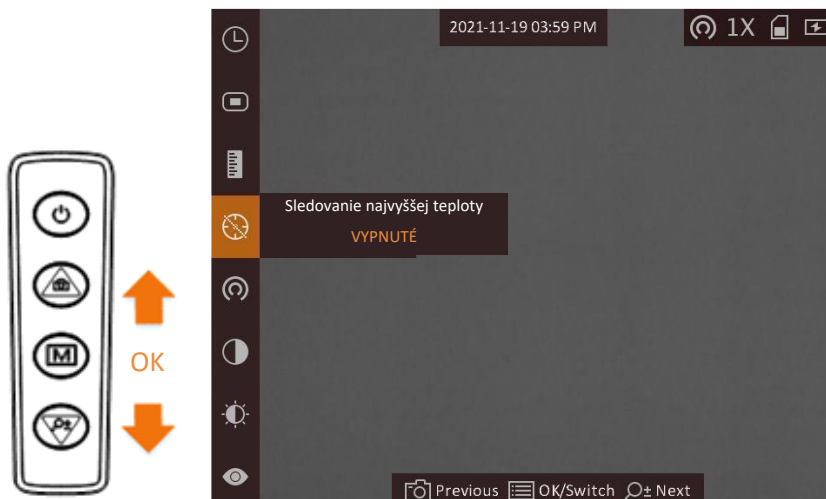 2021-11-19 03:59 PM
1X
Sledovanie najvyššej teploty
VYPNUTÉ
M
OK
Previous OK/Switch Next